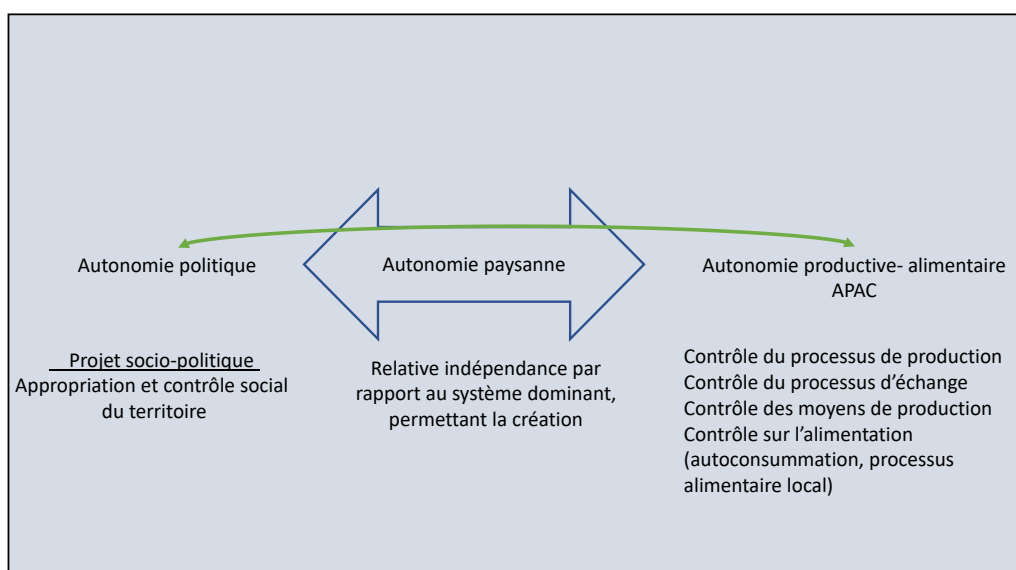 Autonomie politique
Autonomie paysanne
Autonomie productive- alimentaire
APAC
Projet socio-politique
Appropriation et contrôle social
du territoire
Relative indépendance par
rapport au système dominant,
permettant la création
Contrôle du processus de production
Contrôle du processus d’échange
Contrôle des moyens de production
Contrôle sur l’alimentation
(autoconsummation, processus
alimentaire local)